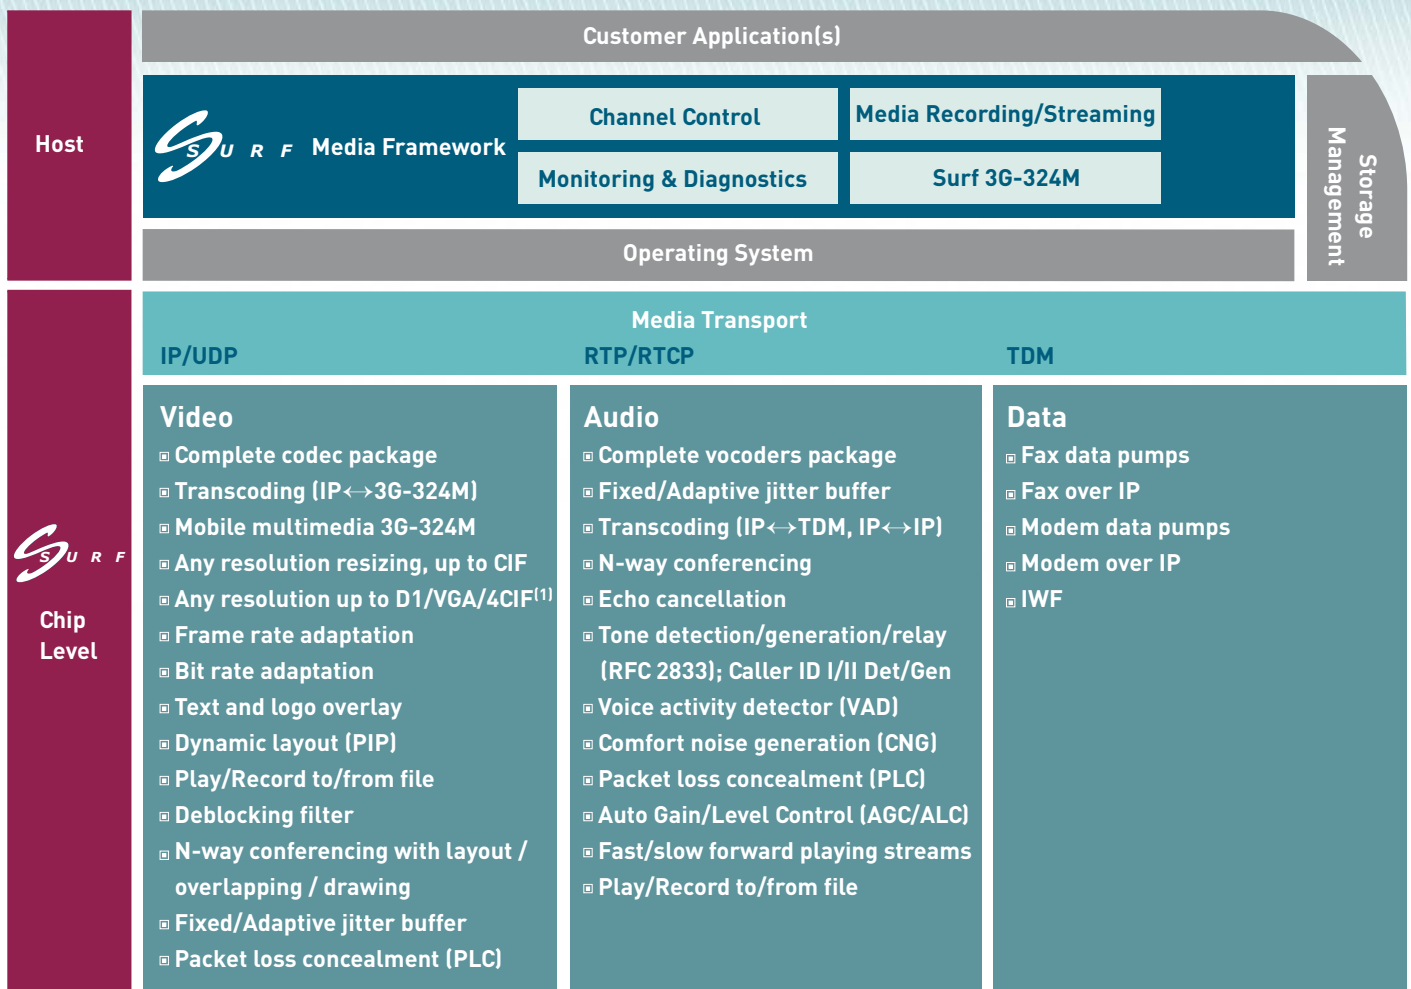 Customer Application(s)
Host
SURF Media Framework
Channel Control
Media Recording/Streaming
Monitoring & Diagnostics
Surf 3G-324M
Storage
Management
Operating System
SURF
Chip
Level
Media Transport
IP/UDP
RTP/RTCP
TDM
Video
Complete codec package
Transcoding (IP↔3G-324M)
Mobile multimedia 3G-324M
Any resolution resizing, up to CIF
Any resolution up to D1/VGA/4CIF(1)
Frame rate adaptation
Bit rate adaptation
Text and logo overlay
Dynamic layout (PIP)
Play/Record to/from file
Deblocking filter
N-way conferencing with layout /
overlapping / drawing
Fixed/Adaptive jitter buffer
Packet loss concealment (PLC)
Audio
Complete vocoders package
Fixed/Adaptive jitter buffer
Transcoding (IP↔TDM, IP↔IP)
N-way conferencing
Echo cancellation
Tone detection/generation/relay
(RFC 2833); Caller ID I/II Det/Gen
Voice activity detector (VAD)
Comfort noise generation (CNG)
Packet loss concealment (PLC)
Auto Gain/Level Control (AGC/ALC)
Fast/slow forward playing streams
Play/Record to/from file
Data
Fax data pumps
Fax over IP
Modem data pumps
Modem over IP
IWF